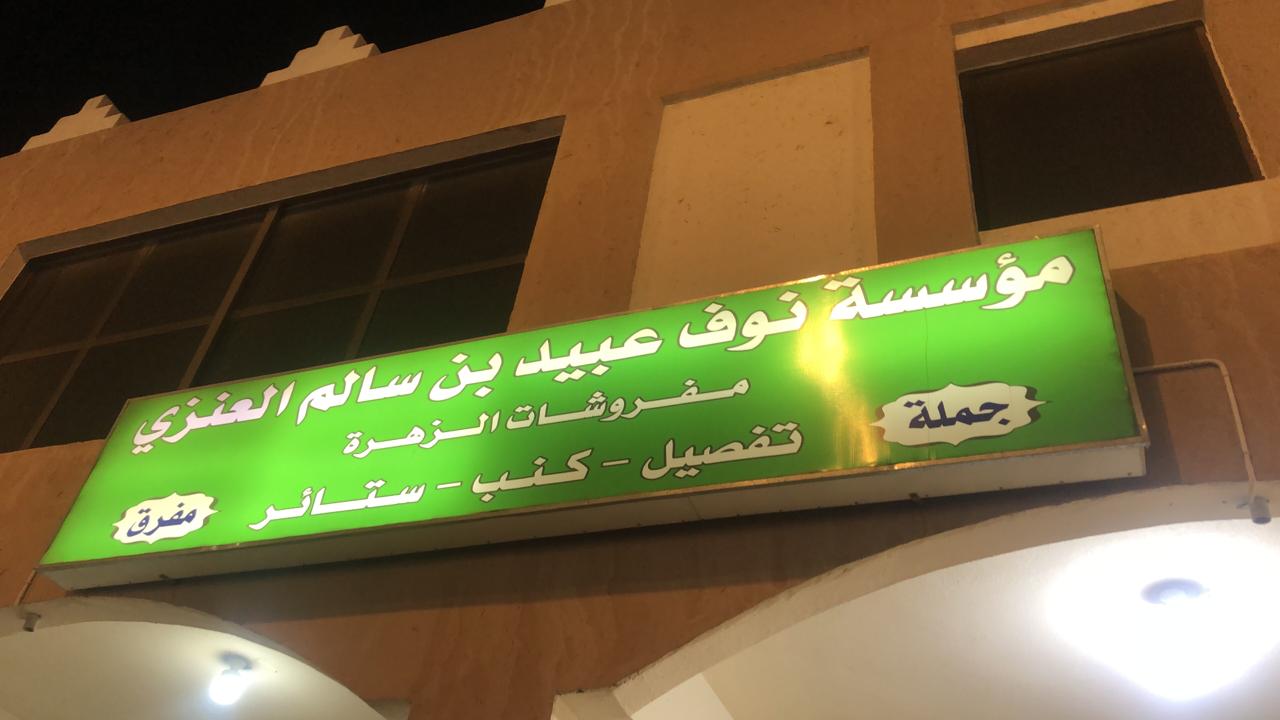 مؤسسة نوف عبيد بن سالم العنزي
مفروشات الزهرة
جملة
تفصيل - كنب - ستائر
مفرق